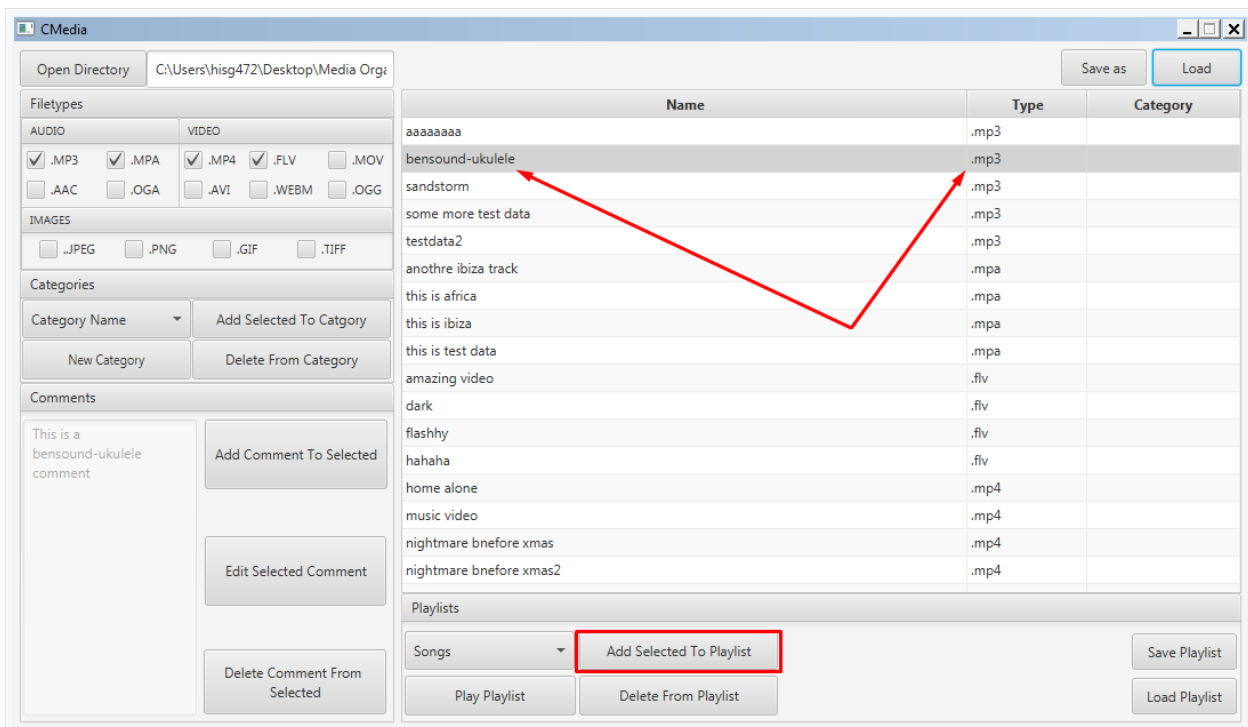 CMedia
Open Directory C:\Users\hisg472\Desktop\Media Orga Save as Load
Filetypes
AUDIO VIDEO
.MP3 .MPA .MP4 .FLV .MOV
.AAC .OGA .AVI .WEBM .OGG
IMAGES
.JPEG .PNG .GIF .TIFF
Categories
Category Name Add Selected To Catgory
New Category Delete From Category
Comments
This is a
bensound-ukulele
comment
Add Comment To Selected
Edit Selected Comment
Delete Comment From
Selected
Name Type Category
aaaaaaaa .mp3
bensound-ukulele .mp3
sandstorm .mp3
some more test data .mp3
testdata2 .mp3
anothre ibiza track .mpa
this is africa .mpa
this is ibiza .mpa
this is test data .mpa
amazing video .flv
dark .flv
flashhy .flv
hahaha .flv
home alone .mp4
music video .mp4
nightmare bnefore xmas .mp4
nightmare bnefore xmas2 .mp4
Playlists
Songs Add Selected To Playlist Save Playlist
Play Playlist Delete From Playlist Load Playlist